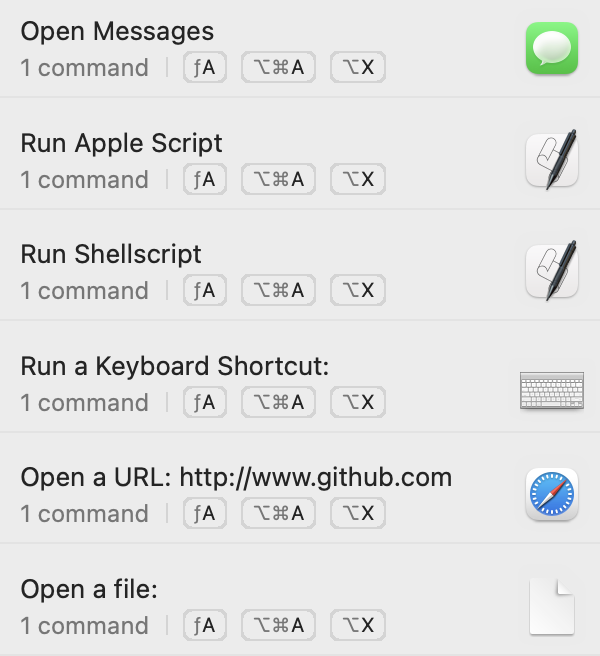 Open Messages
1 command ƒA ⌥⌘A ⌥X
Run Apple Script
1 command ƒA ⌥⌘A ⌥X
Run Shellscript
1 command ƒA ⌥⌘A ⌥X
Run a Keyboard Shortcut:
1 command ƒA ⌥⌘A ⌥X
Open a URL: http://www.github.com
1 command ƒA ⌥⌘A ⌥X
Open a file:
1 command ƒA ⌥⌘A ⌥X